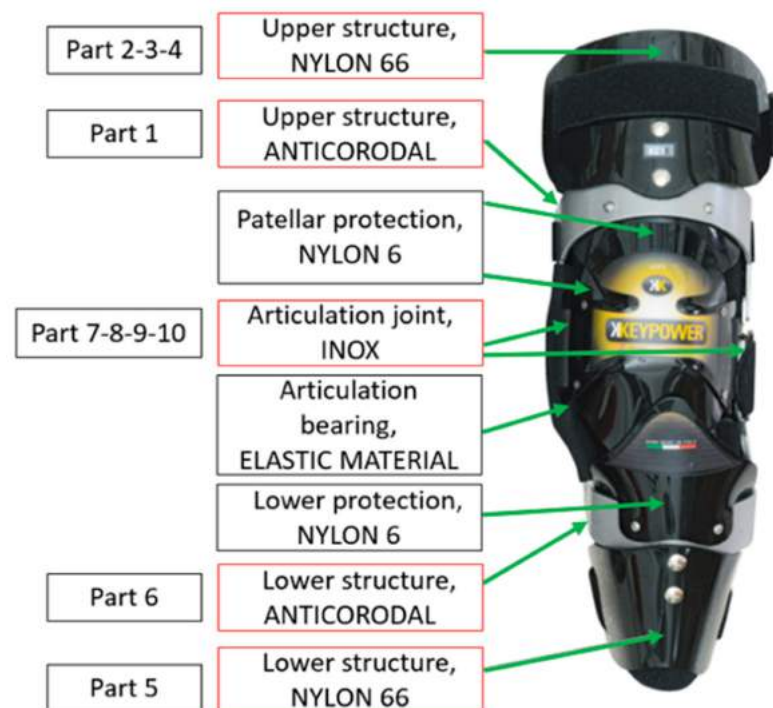 Part 2-3-4
Upper structure,
NYLON 66
Part 1
Upper structure,
ANTICORODAL
Patellar protection,
NYLON 6
Part 7-8-9-10
Articulation joint,
INOX
Articulation
bearing,
ELASTIC MATERIAL
Lower protection,
NYLON 6
Part 6
Lower structure,
ANTICORODAL
Part 5
Lower structure,
NYLON 66
KEYPOWER